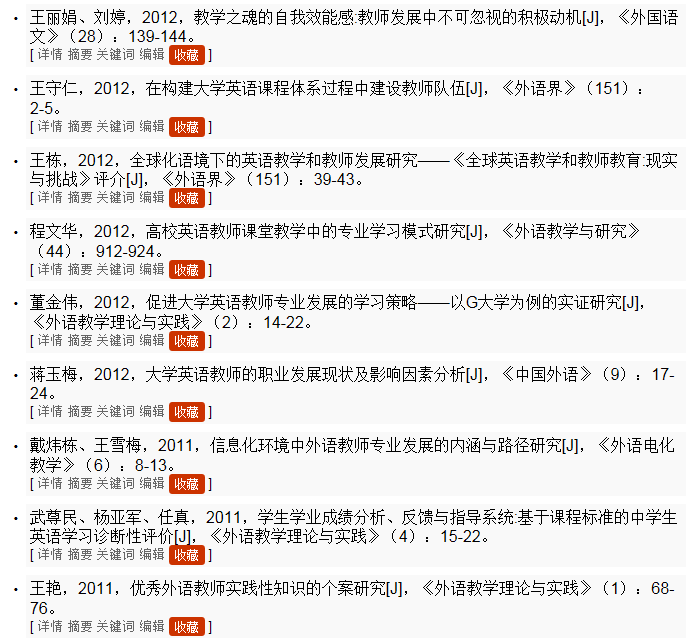 • 王丽娟、刘婷，2012，教学之魂的自我效能感:教师发展中不可忽视的积极动机[J]，《外国语
文》（28）：139-144。
[ 详情 摘要 关键词 编辑 收藏 ]
• 王守仁，2012，在构建大学英语课程体系过程中建设教师队伍[J]，《外语界》（151）：
2-5。
[ 详情 摘要 关键词 编辑 收藏 ]
• 王栋，2012，全球化语境下的英语教学和教师发展研究——《全球英语教学和教师教育:现实
与挑战》评介[J]，《外语界》（151）：39-43。
[ 详情 摘要 关键词 编辑 收藏 ]
• 程文华，2012，高校英语教师课堂教学中的专业学习模式研究[J]，《外语教学与研究》
（44）：912-924。
[ 详情 摘要 关键词 编辑 收藏 ]
• 董金伟，2012，促进大学英语教师专业发展的学习策略——以G大学为例的实证研究[J]，
《外语教学理论与实践》（2）：14-22。
[ 详情 摘要 关键词 编辑 收藏 ]
• 蒋玉梅，2012，大学英语教师的职业发展现状及影响因素分析[J]，《中国外语》（9）：17-
24。
[ 详情 摘要 关键词 编辑 收藏 ]
• 戴炜栋、王雪梅，2011，信息化环境中外语教师专业发展的内涵与路径研究[J]，《外语电化
教学》（6）：8-13。
[ 详情 摘要 关键词 编辑 收藏 ]
• 武尊民、杨亚军、任真，2011，学生学业成绩分析、反馈与指导系统:基于课程标准的中学生
英语学习诊断性评价[J]，《外语教学理论与实践》（4）：15-22。
[ 详情 摘要 关键词 编辑 收藏 ]
• 王艳，2011，优秀外语教师实践性知识的个案研究[J]，《外语教学理论与实践》（1）：68-
76。
[ 详情 摘要 关键词 编辑 收藏 ]